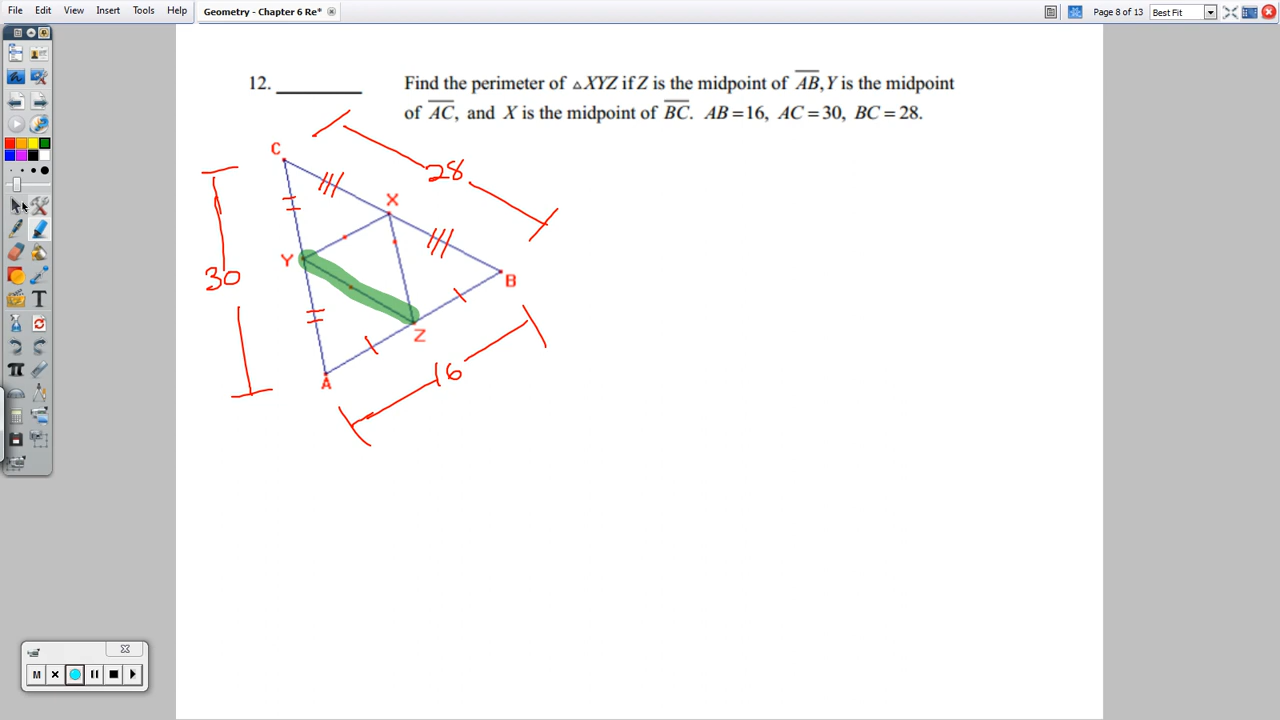 File Edit View Insert Tools Help Geometry - Chapter 6 Re* Page 8 of 13 Best Fit
12. ________ Find the perimeter of △XYZ if Z is the midpoint of AB, Y is the midpoint
of AC, and X is the midpoint of BC. AB = 16, AC = 30, BC = 28.
C
28
X
Y
30
B
Z
16
A
M